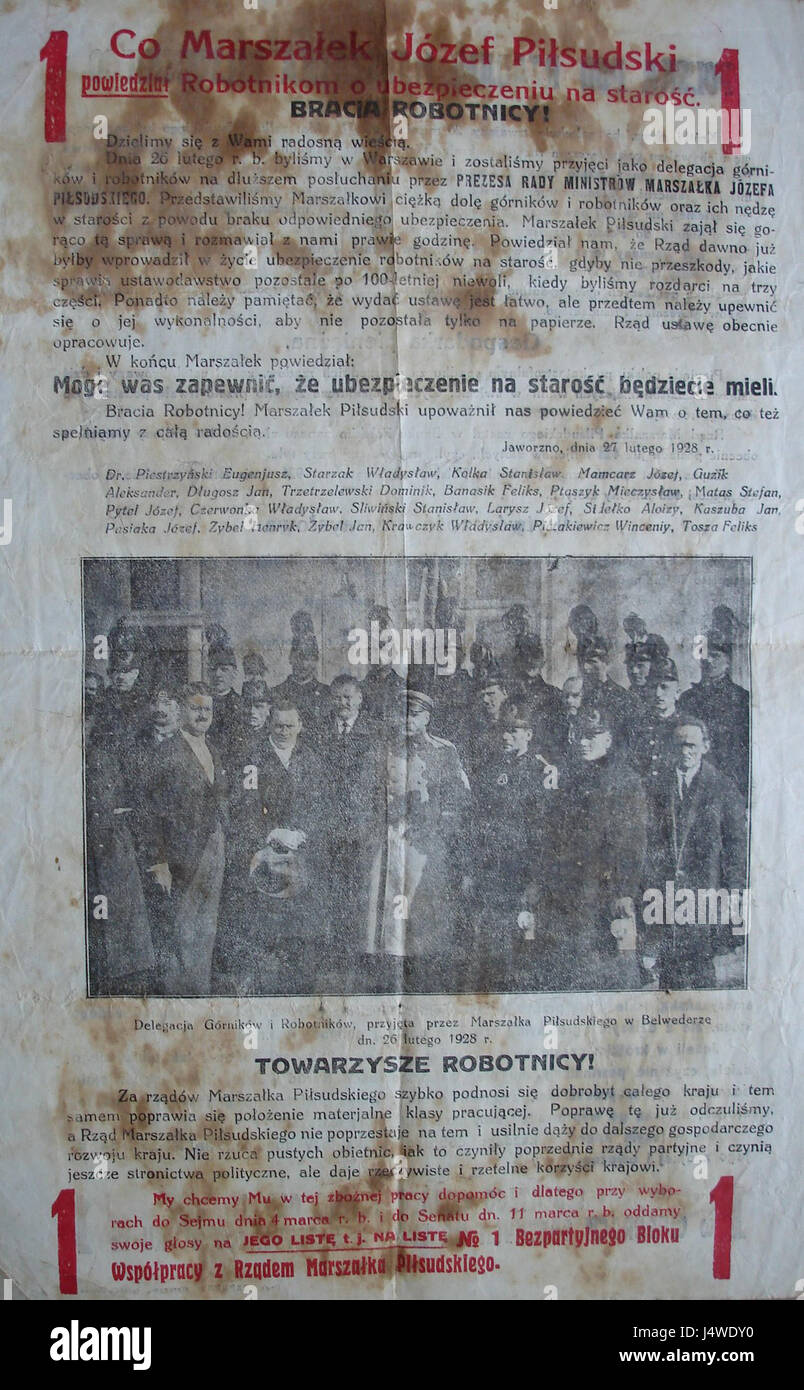 1 Co Marszałek Józef Piłsudski 1
powiedział Robotnikom o ubezpieczeniu na starość.
BRACIA ROBOTNICY!
Dzielimy się z Wami radosną wieścią.
Dnia 26 lutego r. b. byliśmy w Warszawie i zostaliśmy przyjęci jako delegacja górni-
ków i robotników na dłuższem posłuchaniu przez PREZESA RADY MINISTRÓW MARSZAŁKA JÓZEFA
PIŁSUDSKIEGO. Przedstawiliśmy Marszałkowi ciężką dolę górników i robotników oraz ich nędzę
w starości z powodu braku odpowiedniego ubezpieczenia. Marszałek Piłsudski zajął się go-
rąco tą sprawą i rozmawiał z nami prawie godzinę. Powiedział nam, że Rząd dawno już
byłby wprowadził w życie ubezpieczenie robotników na starość, gdyby nie przeszkody, jakie
sprawia ustawodawstwo pozostałe po 100-letniej niewoli, kiedy byliśmy rozdarci na trzy
części. Ponadto należy pamiętać, że wydać ustawę jest łatwo, ale przedtem należy upewnić
się o jej wykonalności, aby nie pozostała tylko na papierze. Rząd ustawę obecnie
opracowuje.
W końcu Marszałek powiedział:
Mogę was zapewnić, że ubezpieczenie na starość będziecie mieli.
Bracia Robotnicy! Marszałek Piłsudski upoważnił nas powiedzieć Wam o tem, co też
spełniamy z całą radością.
Jaworzno, dnia 27 lutego 1928 r.
Dr. Piestrzyński Eugenjusz, Starzak Władysław, Kolka Stanisław, Mamcarz Józef, Guzik
Aleksander, Długosz Jan, Trzetrzelewski Dominik, Banasik Feliks, Ptaszyk Mieczysław, Matas Stefan,
Pytel Józef, Czerwonka Władysław, Śliwiński Stanisław, Larysz Józef, Aloizy, Kaszuba Jan,
Pasiaka Józef, Zybel Henryk, Zybel Jan, Krawczyk Władysław, Winceniy, Tosza Feliks
Delegacja Górników i Robotników, przyjęta przez Marszałka Piłsudskiego w Belwederze
dn. 26 lutego 1928 r.
TOWARZYSZE ROBOTNICY!
Za rządów Marszałka Piłsudskiego szybko podnosi się dobrobyt całego kraju i tem
samem poprawia się położenie materjalne klasy pracującej. Poprawę tę już odczuliśmy,
a Rząd Marszałka Piłsudskiego nie poprzestaje na tem i usilnie dąży do dalszego gospodarczego
rozwoju kraju. Nie rzuca pustych obietnic, jak to czyniły poprzednie rządy partyjne i czynią
jeszcze stronictwa polityczne, ale daje rzeczywiste i rzetelne korzyści krajowi.
1 My chcemy Mu w tej zbożnej pracy dopomóc i dlatego przy wybo- 1
rach do Sejmu dnia 4 marca r. b. i do Senatu dn. 11 marca r. b. oddamy
swoje głosy na JEGO LISTĘ t. j. NA LISTĘ № 1 Bezpartyjnego Bloku
Współpracy z Rządem Marszałka Piłsudskiego.
alamy
Image ID: J4WDY0
www.alamy.com